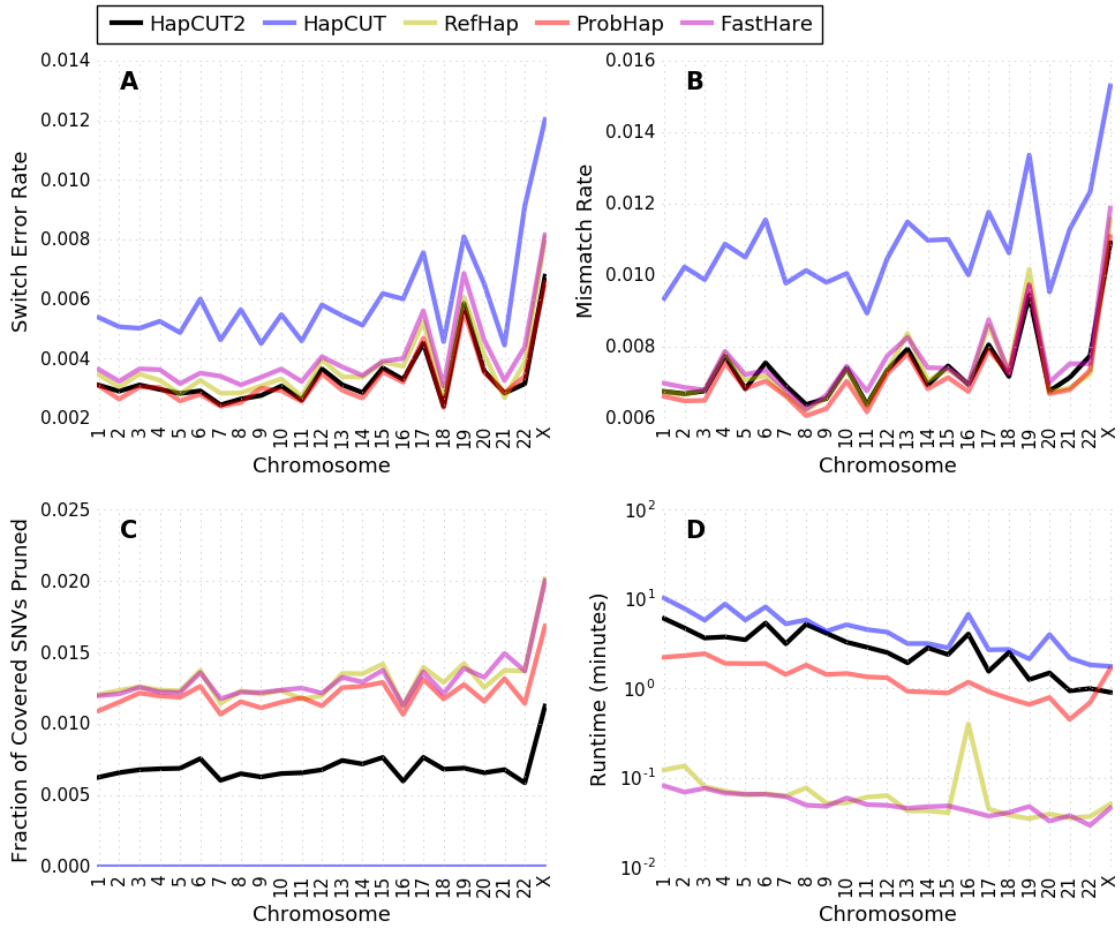 HapCUT2 HapCUT RefHap ProbHap FastHare
A
0.014
0.012
0.010
0.008
0.006
0.004
0.002
Switch Error Rate
1 2 3 4 5 6 7 8 9 10 11 12 13 14 15 16 17 18 19 20 21 22 X
Chromosome
B
0.016
0.014
0.012
0.010
0.008
0.006
Mismatch Rate
1 2 3 4 5 6 7 8 9 10 11 12 13 14 15 16 17 18 19 20 21 22 X
Chromosome
C
0.025
0.020
0.015
0.010
0.005
0.000
Fraction of Covered SNVs Pruned
1 2 3 4 5 6 7 8 9 10 11 12 13 14 15 16 17 18 19 20 21 22 X
Chromosome
D
10^2
10^1
10^0
10^-1
10^-2
Runtime (minutes)
1 2 3 4 5 6 7 8 9 10 11 12 13 14 15 16 17 18 19 20 21 22 X
Chromosome